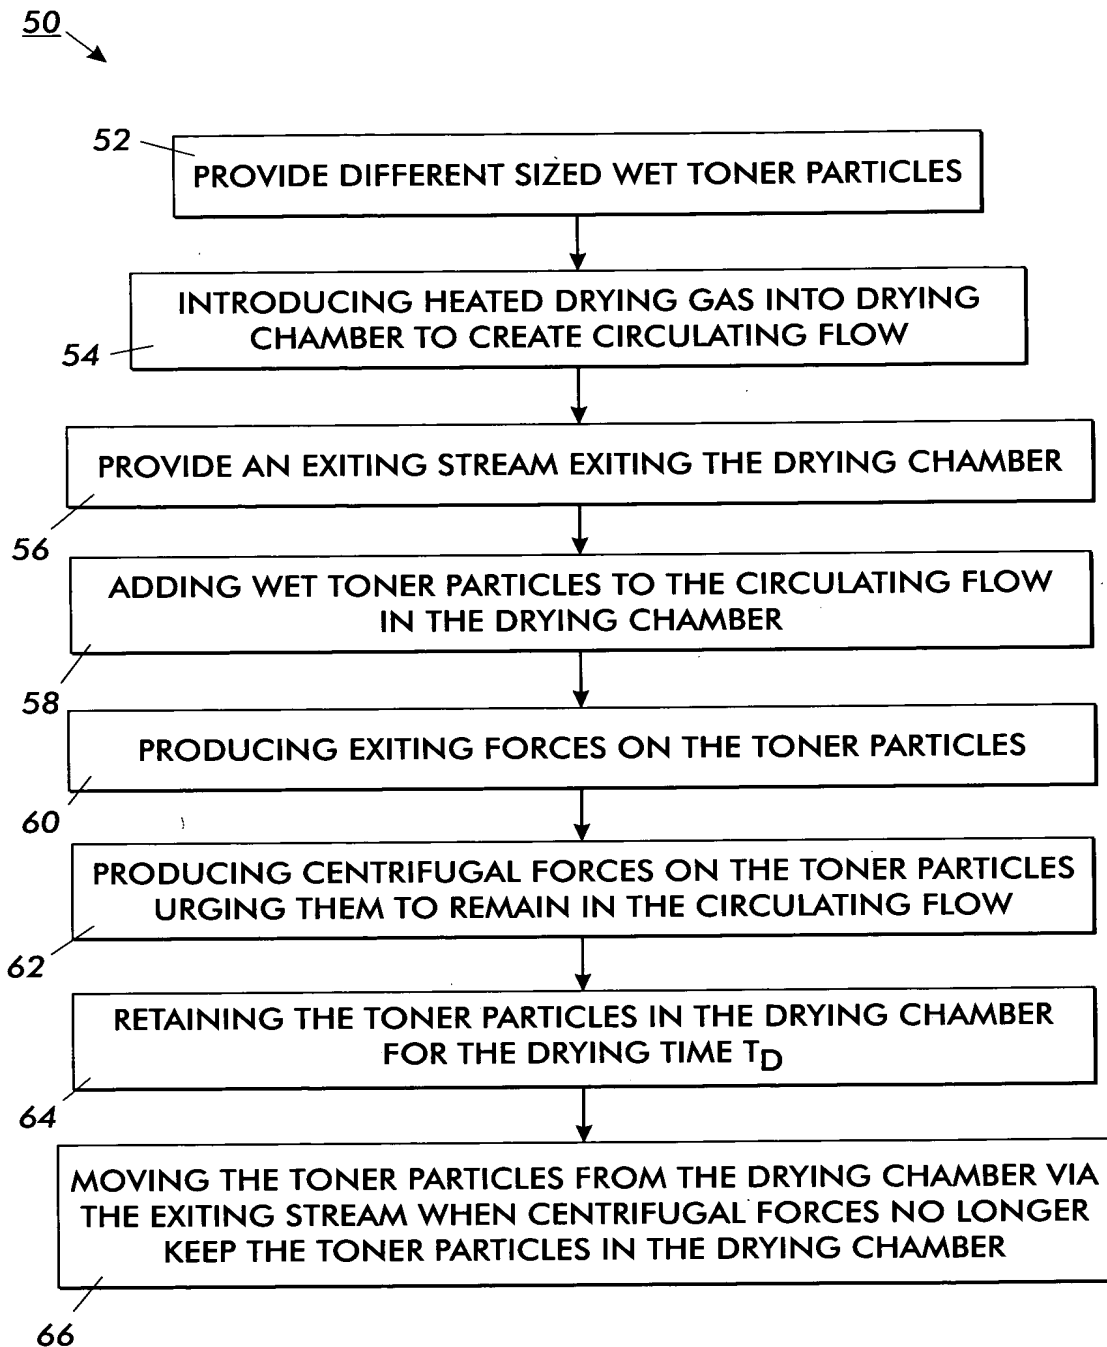 50
52
PROVIDE DIFFERENT SIZED WET TONER PARTICLES
INTRODUCING HEATED DRYING GAS INTO DRYING
CHAMBER TO CREATE CIRCULATING FLOW
54
PROVIDE AN EXITING STREAM EXITING THE DRYING CHAMBER
56
ADDING WET TONER PARTICLES TO THE CIRCULATING FLOW
IN THE DRYING CHAMBER
58
PRODUCING EXITING FORCES ON THE TONER PARTICLES
60
PRODUCING CENTRIFUGAL FORCES ON THE TONER PARTICLES
URGING THEM TO REMAIN IN THE CIRCULATING FLOW
62
RETAINING THE TONER PARTICLES IN THE DRYING CHAMBER
FOR THE DRYING TIME TD
64
MOVING THE TONER PARTICLES FROM THE DRYING CHAMBER VIA
THE EXITING STREAM WHEN CENTRIFUGAL FORCES NO LONGER
KEEP THE TONER PARTICLES IN THE DRYING CHAMBER
66